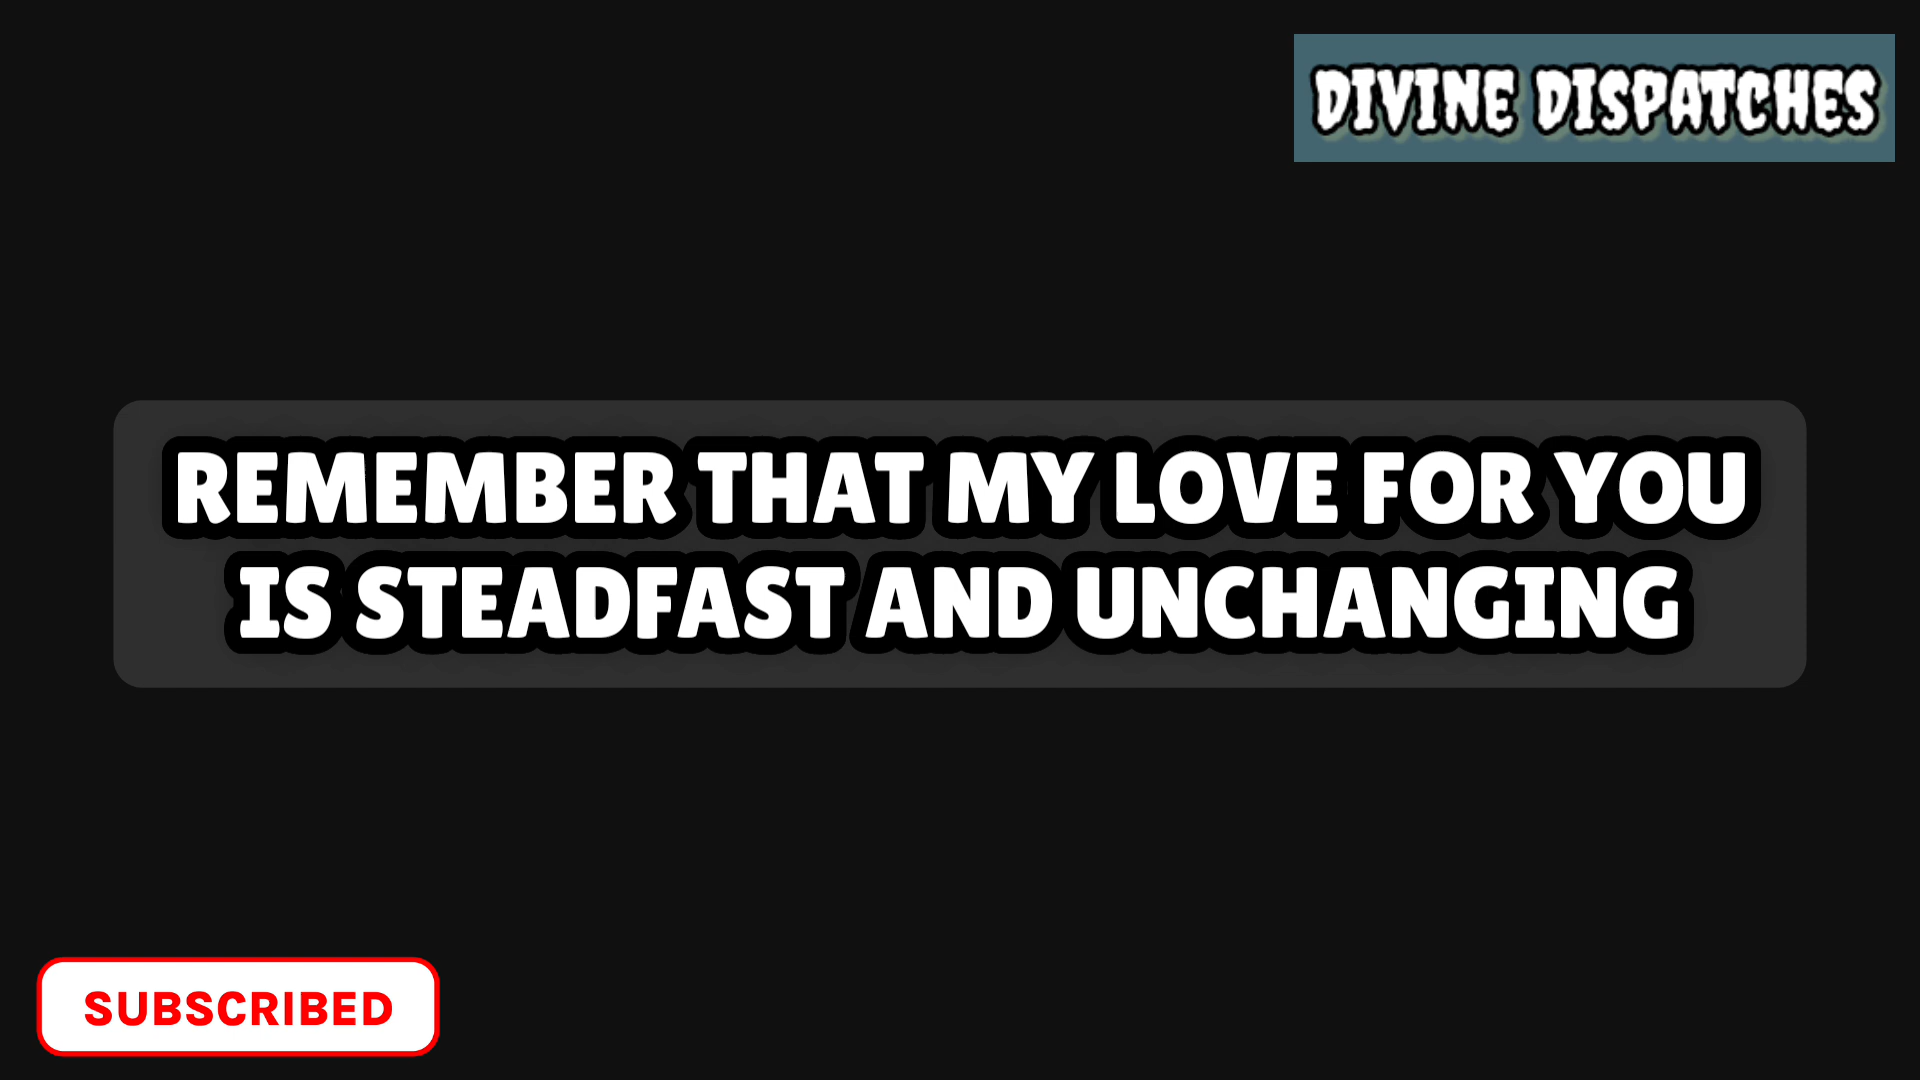 DIVINE DISPATCHES
REMEMBER THAT MY LOVE FOR YOU
IS STEADFAST AND UNCHANGING
SUBSCRIBED